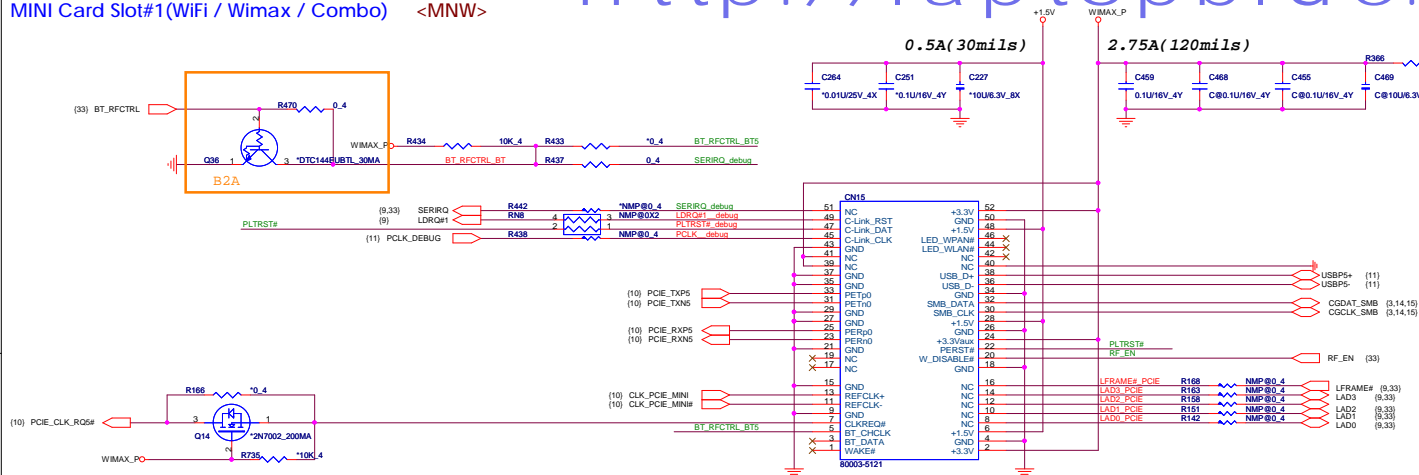 MINI Card Slot#1(WiFi / Wimax / Combo) <MNW>
+1.5V
WIMAX_P
0.5A(30mils)
2.75A(120mils)
C264
*0.01U/25V_4X
C251
*0.1U/16V_4Y
C227
*10U/6.3V_8X
C459
0.1U/16V_4Y
C468
C@0.1U/16V_4Y
C455
C@0.1U/16V_4Y
R366
C469
C@10U/6.3V
(33) BT_RFCTRL
R470 0_4
2
Q36 1 3 *DTC144EUBTL_30MA
B2A
WIMAX_P R434 10K_4 R433 *0_4 BT_RFCTRL_BT5
BT_RFCTRL_BT R437 0_4 SERIRQ_debug
CN15
(9,33) SERIRQ R442 *NMP@0_4 SERIRQ_debug
(9) LDRQ#1 RN8 4 3 NMP@0X2 LDRQ#1_debug
PLTRST# 2 1 PLTRST#_debug
(11) PCLK_DEBUG R438 NMP@0_4 PCLK_debug
51 NC +3.3V 52
49 C-Link_RST GND 50
47 C-Link_DAT +1.5V 48
45 C-Link_CLK LED_WPAN# 46
43 GND LED_WLAN# 44
41 NC NC 42
39 NC NC 40
37 GND USB_D+ 38 USBP5+ (11)
35 GND USB_D- 36 USBP5- (11)
(10) PCIE_TXP5 33 PETp0 GND 34
(10) PCIE_TXN5 31 PETn0 SMB_DATA 32 CGDAT_SMB (3,14,15)
29 GND SMB_CLK 30 CGCLK_SMB (3,14,15)
27 GND +1.5V 28
(10) PCIE_RXP5 25 PERp0 GND 26
(10) PCIE_RXN5 23 PERn0 +3.3Vaux 24
21 GND PERST# 22 PLTRST#
19 NC W_DISABLE# 20 RF_EN RF_EN (33)
17 NC GND 18
15 GND NC 16 LFRAME#_PCIE R168 NMP@0_4 LFRAME# (9,33)
(10) CLK_PCIE_MINI 13 REFCLK+ NC 14 LAD3_PCIE R163 NMP@0_4 LAD3 (9,33)
(10) CLK_PCIE_MINI# 11 REFCLK- NC 12 LAD2_PCIE R158 NMP@0_4 LAD2 (9,33)
9 GND NC 10 LAD1_PCIE R151 NMP@0_4 LAD1 (9,33)
7 CLKREQ# NC 8 LAD0_PCIE R142 NMP@0_4 LAD0 (9,33)
BT_RFCTRL_BT5 5 BT_CHCLK +1.5V 6
3 BT_DATA GND 4
1 WAKE# +3.3V 2
80003-5121
R166 *0_4
(10) PCIE_CLK_RQ5# 3 1
Q14 *2N7002_200MA
2
WIMAX_P R735 *10K_4